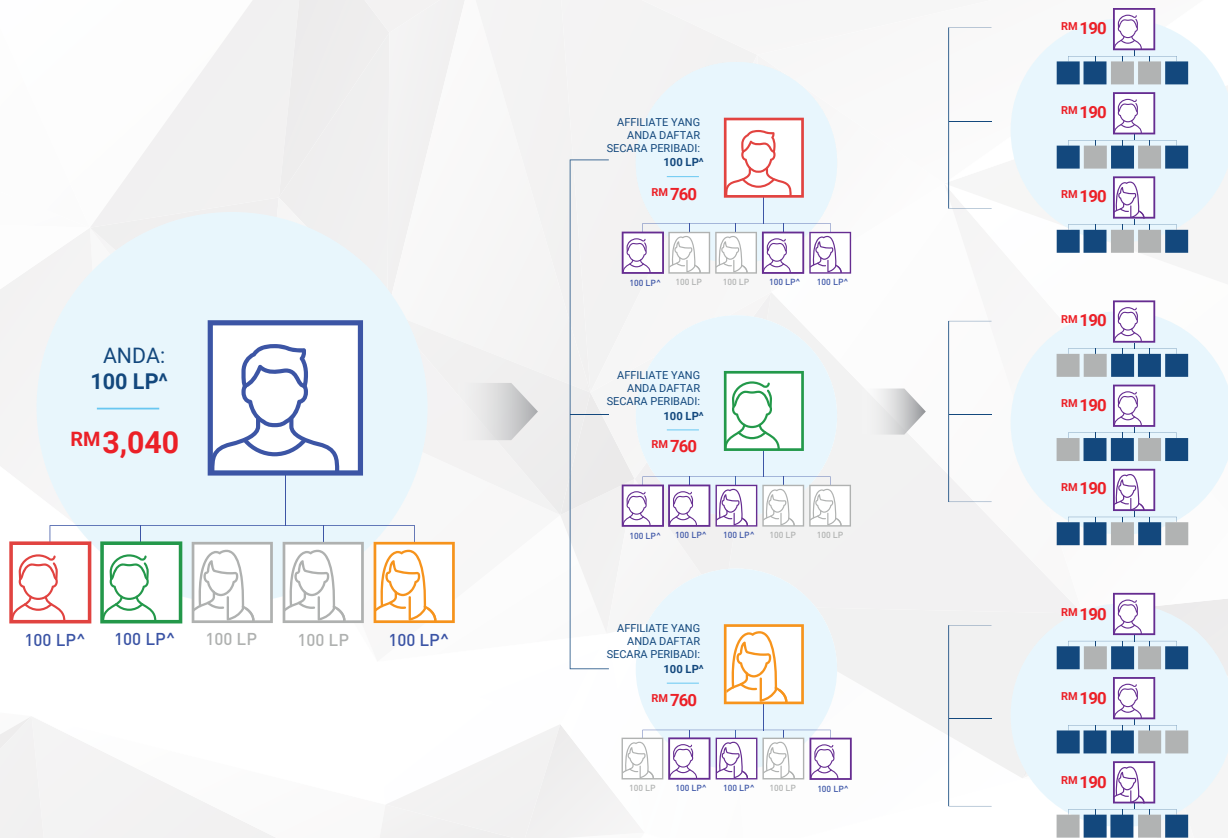 ANDA:
100 LP^
RM3,040
100 LP^
100 LP^
100 LP
100 LP
100 LP^
AFFILIATE YANG
ANDA DAFTAR
SECARA PERIBADI:
100 LP^
RM760
100 LP^
100 LP
100 LP
100 LP^
100 LP^
AFFILIATE YANG
ANDA DAFTAR
SECARA PERIBADI:
100 LP^
RM760
100 LP^
100 LP^
100 LP^
100 LP
100 LP
AFFILIATE YANG
ANDA DAFTAR
SECARA PERIBADI:
100 LP^
RM760
100 LP
100 LP^
100 LP^
100 LP
100 LP^
RM190
RM190
RM190
RM190
RM190
RM190
RM190
RM190
RM190